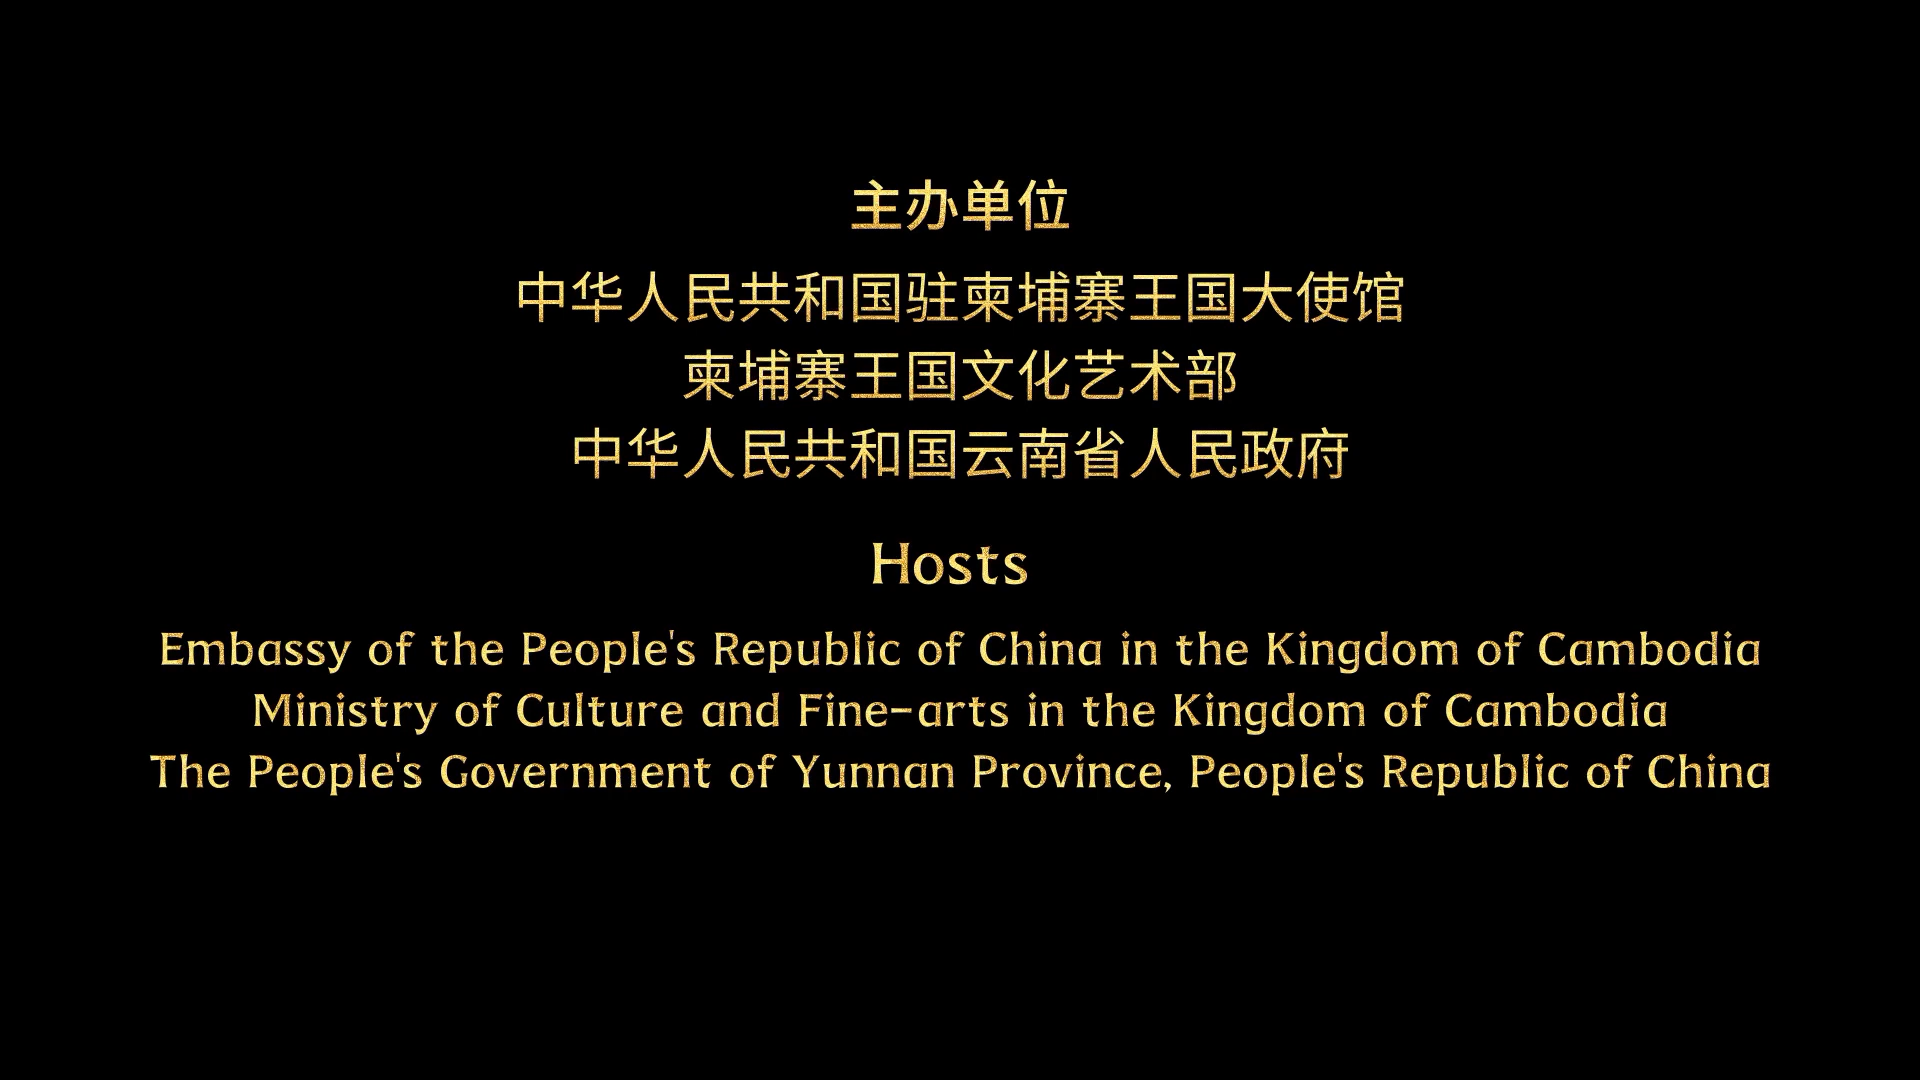 主办单位
中华人民共和国驻柬埔寨王国大使馆
柬埔寨王国文化艺术部
中华人民共和国云南省人民政府
Hosts
Embassy of the People's Republic of China in the Kingdom of Cambodia
Ministry of Culture and Fine-arts in the Kingdom of Cambodia
The People's Government of Yunnan Province, People's Republic of China